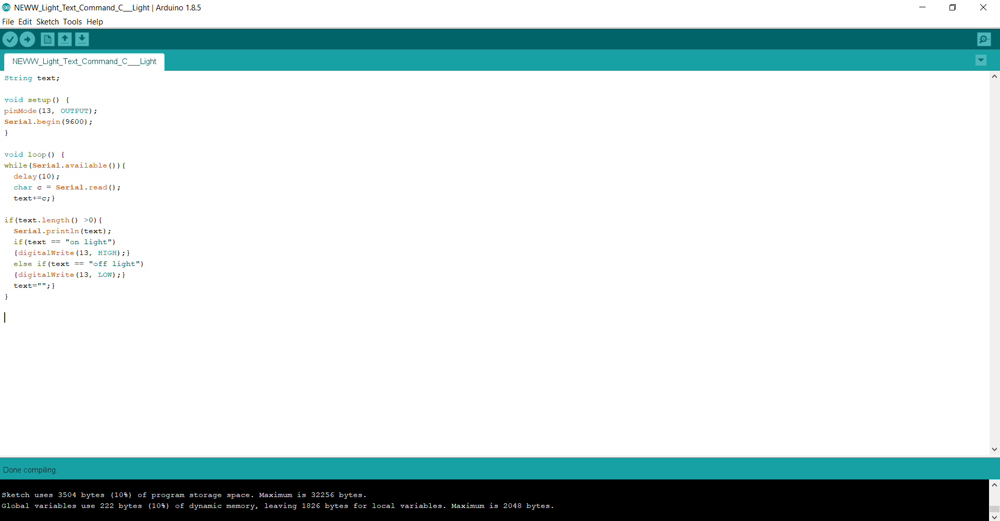 NEWW_Light_Text_Command_C___Light | Arduino 1.8.5
File Edit Sketch Tools Help
NEWW_Light_Text_Command_C___Light
String text;
void setup() {
pinMode(13, OUTPUT);
Serial.begin(9600);
}
void loop() {
while(Serial.available()){
  delay(10);
  char c = Serial.read();
  text+=c;}
if(text.length() >0){
  Serial.println(text);
  if(text == "on light")
  {digitalWrite(13, HIGH);}
  else if(text == "off light")
  {digitalWrite(13, LOW);}
  text="";}
}
Done compiling.
Sketch uses 3504 bytes (10%) of program storage space. Maximum is 32256 bytes.
Global variables use 222 bytes (10%) of dynamic memory, leaving 1826 bytes for local variables. Maximum is 2048 bytes.